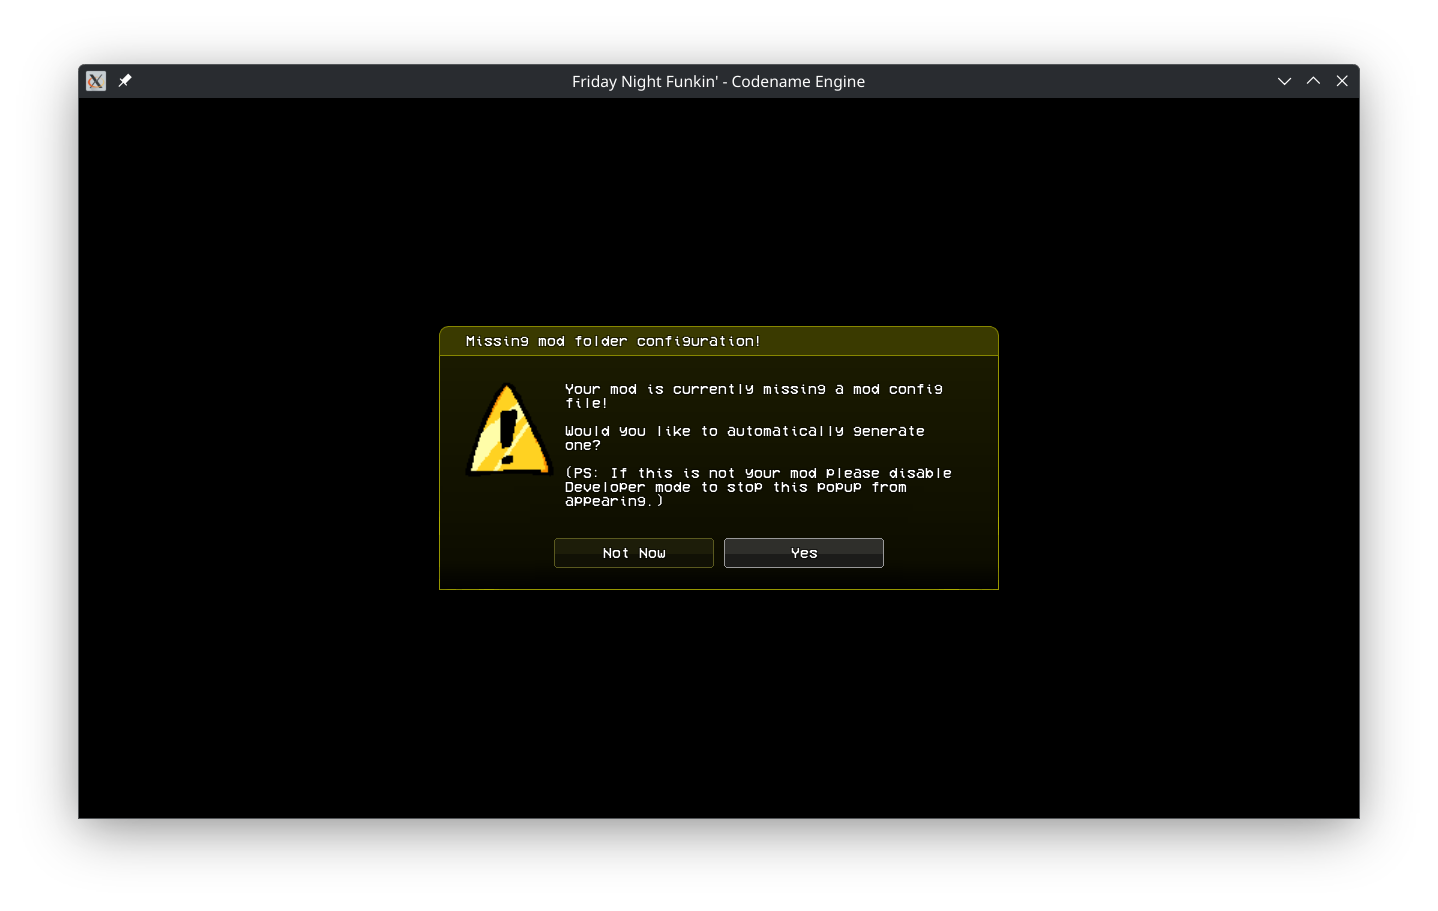 Friday Night Funkin' - Codename Engine
Missing mod folder configuration!
Your mod is currently missing a mod config
file!
Would you like to automatically generate
one?
(PS: If this is not your mod please disable
Developer mode to stop this popup from
appearing.)
Not Now
Yes